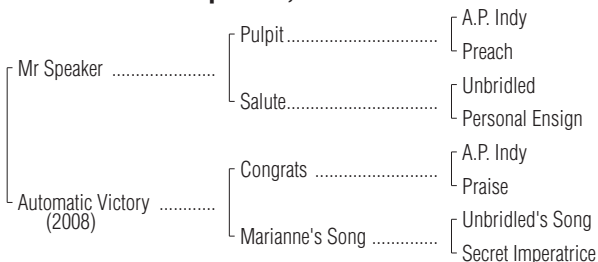 A.P. Indy
Pulpit
Preach
Mr Speaker
Unbridled
Salute
Personal Ensign
A.P. Indy
Congrats
Praise
Automatic Victory
(2008)
Unbridled's Song
Marianne's Song
Secret Imperatrice